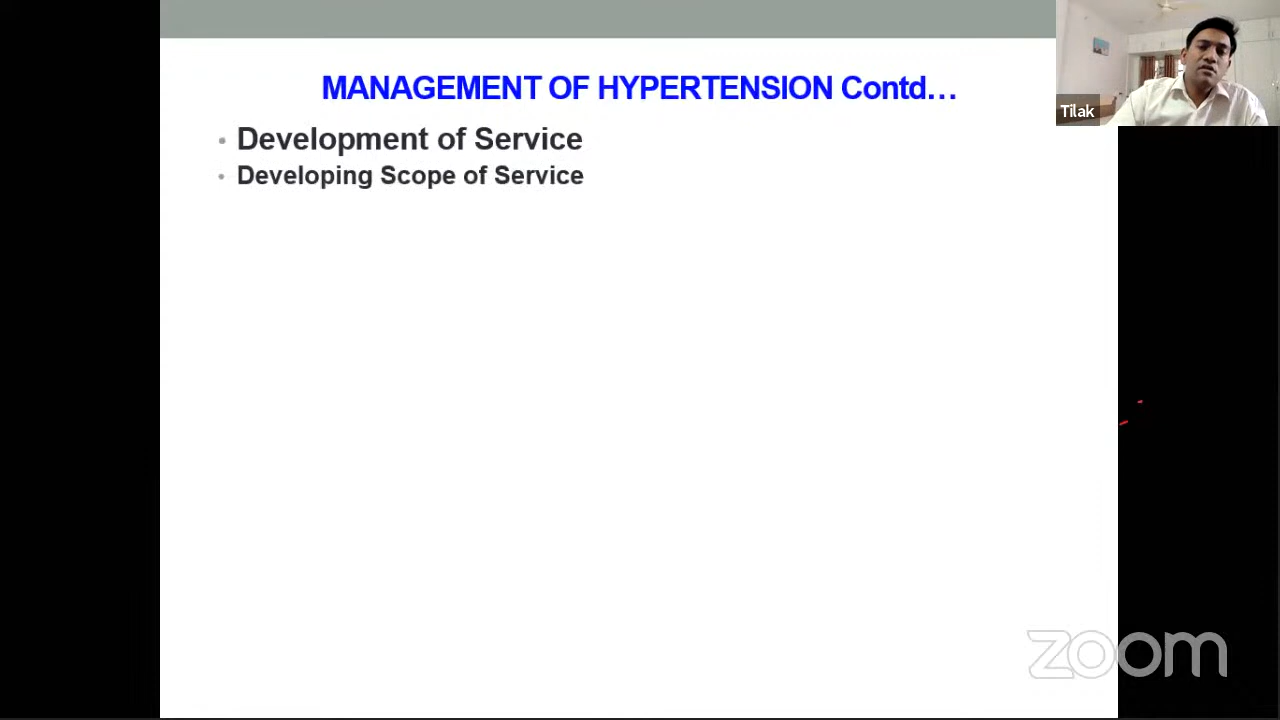 MANAGEMENT OF HYPERTENSION Contd...
Tilak
• Development of Service
• Developing Scope of Service
zoom